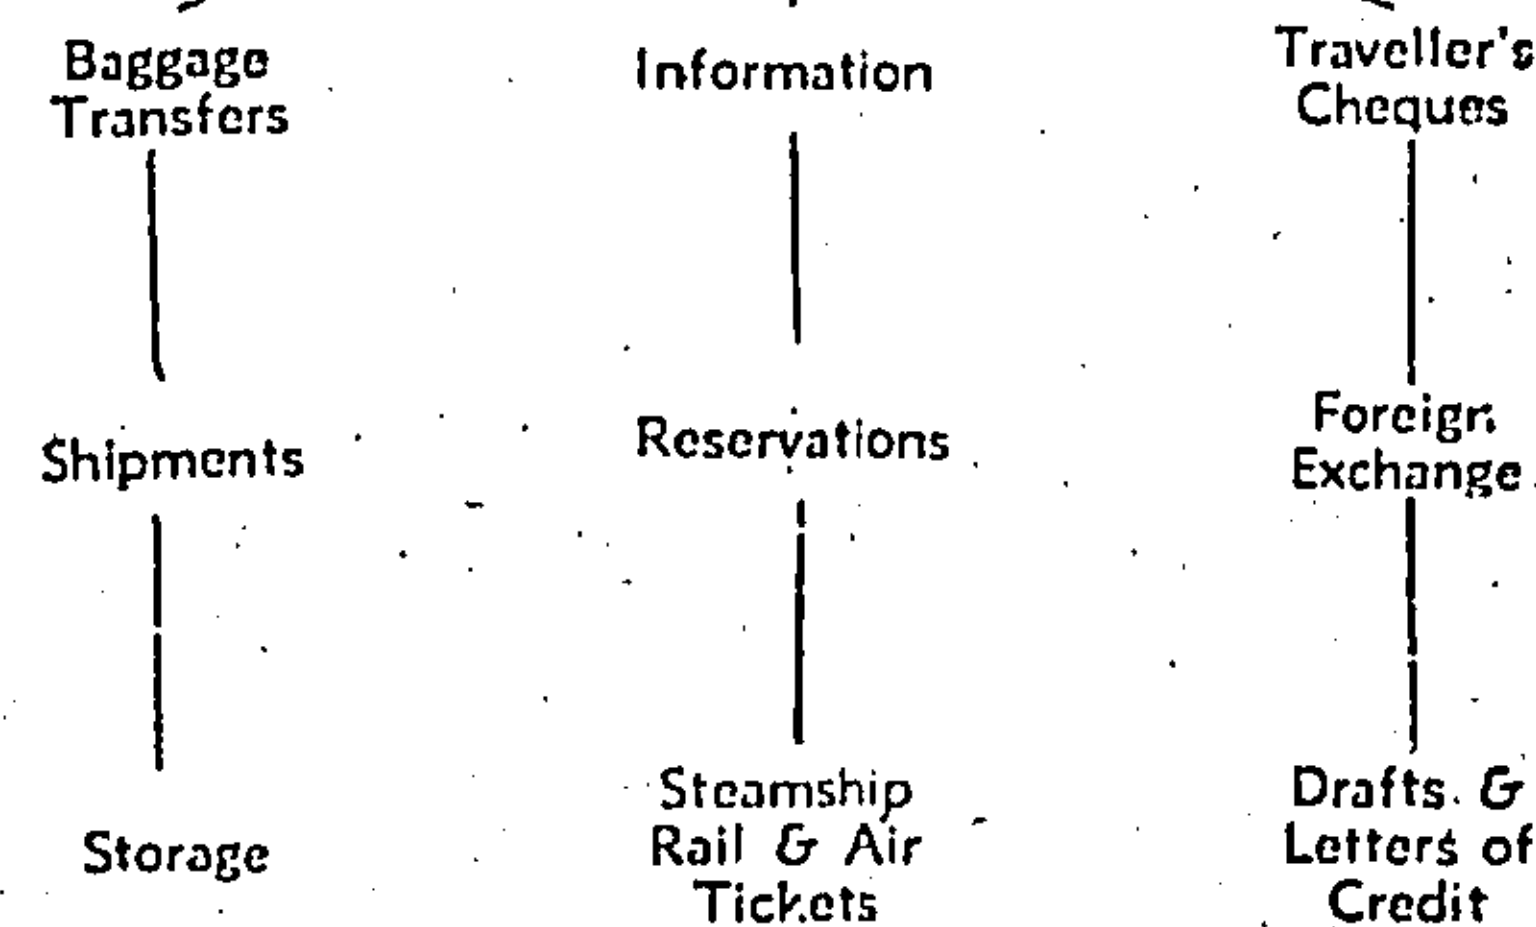 Baggage
Transfers
Information
Traveller's
Cheques
Shipments
Reservations
Foreign
Exchange
Storage
Steamship
Rail & Air
Tickets
Drafts &
Letters of
Credit